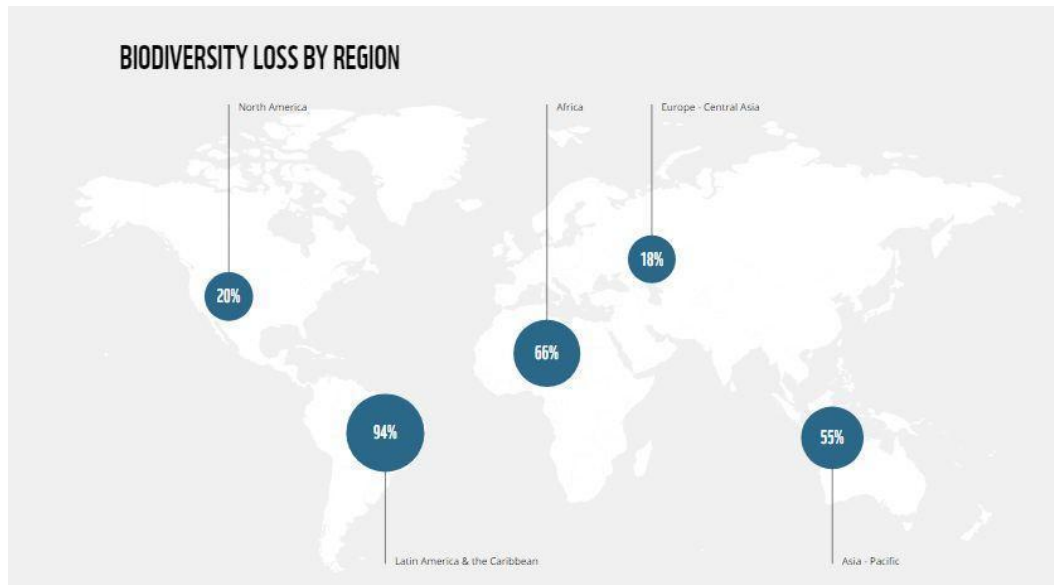 BIODIVERSITY LOSS BY REGION
North America
Africa
Europe - Central Asia
18%
20%
66%
94%
55%
Latin America & the Caribbean
Asia - Pacific